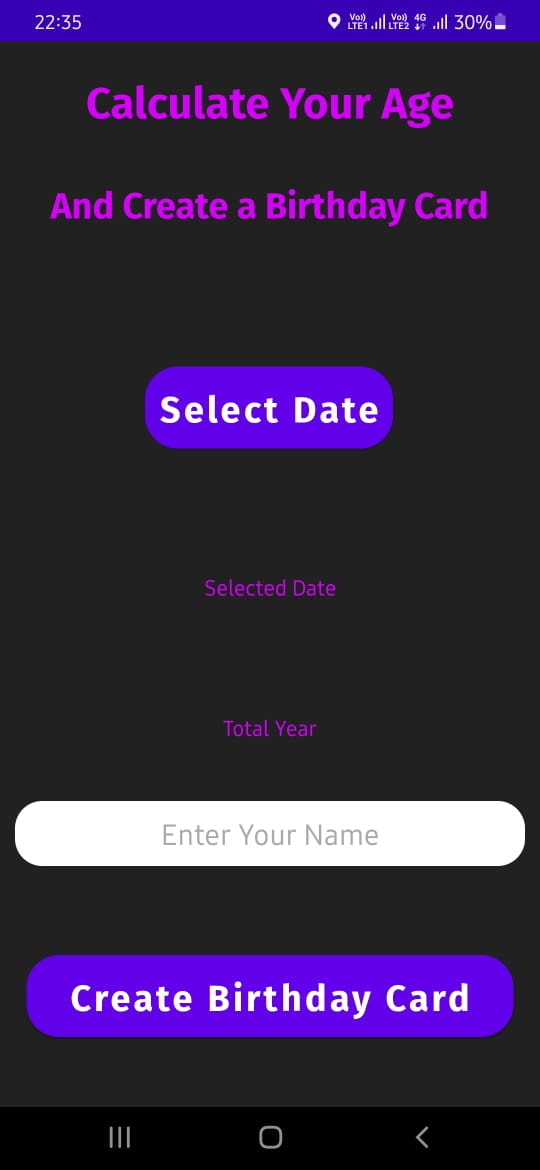 22:35 Vo)) LTE1 Vo)) LTE2 4G 30%
Calculate Your Age
And Create a Birthday Card
Select Date
Selected Date
Total Year
Enter Your Name
Create Birthday Card